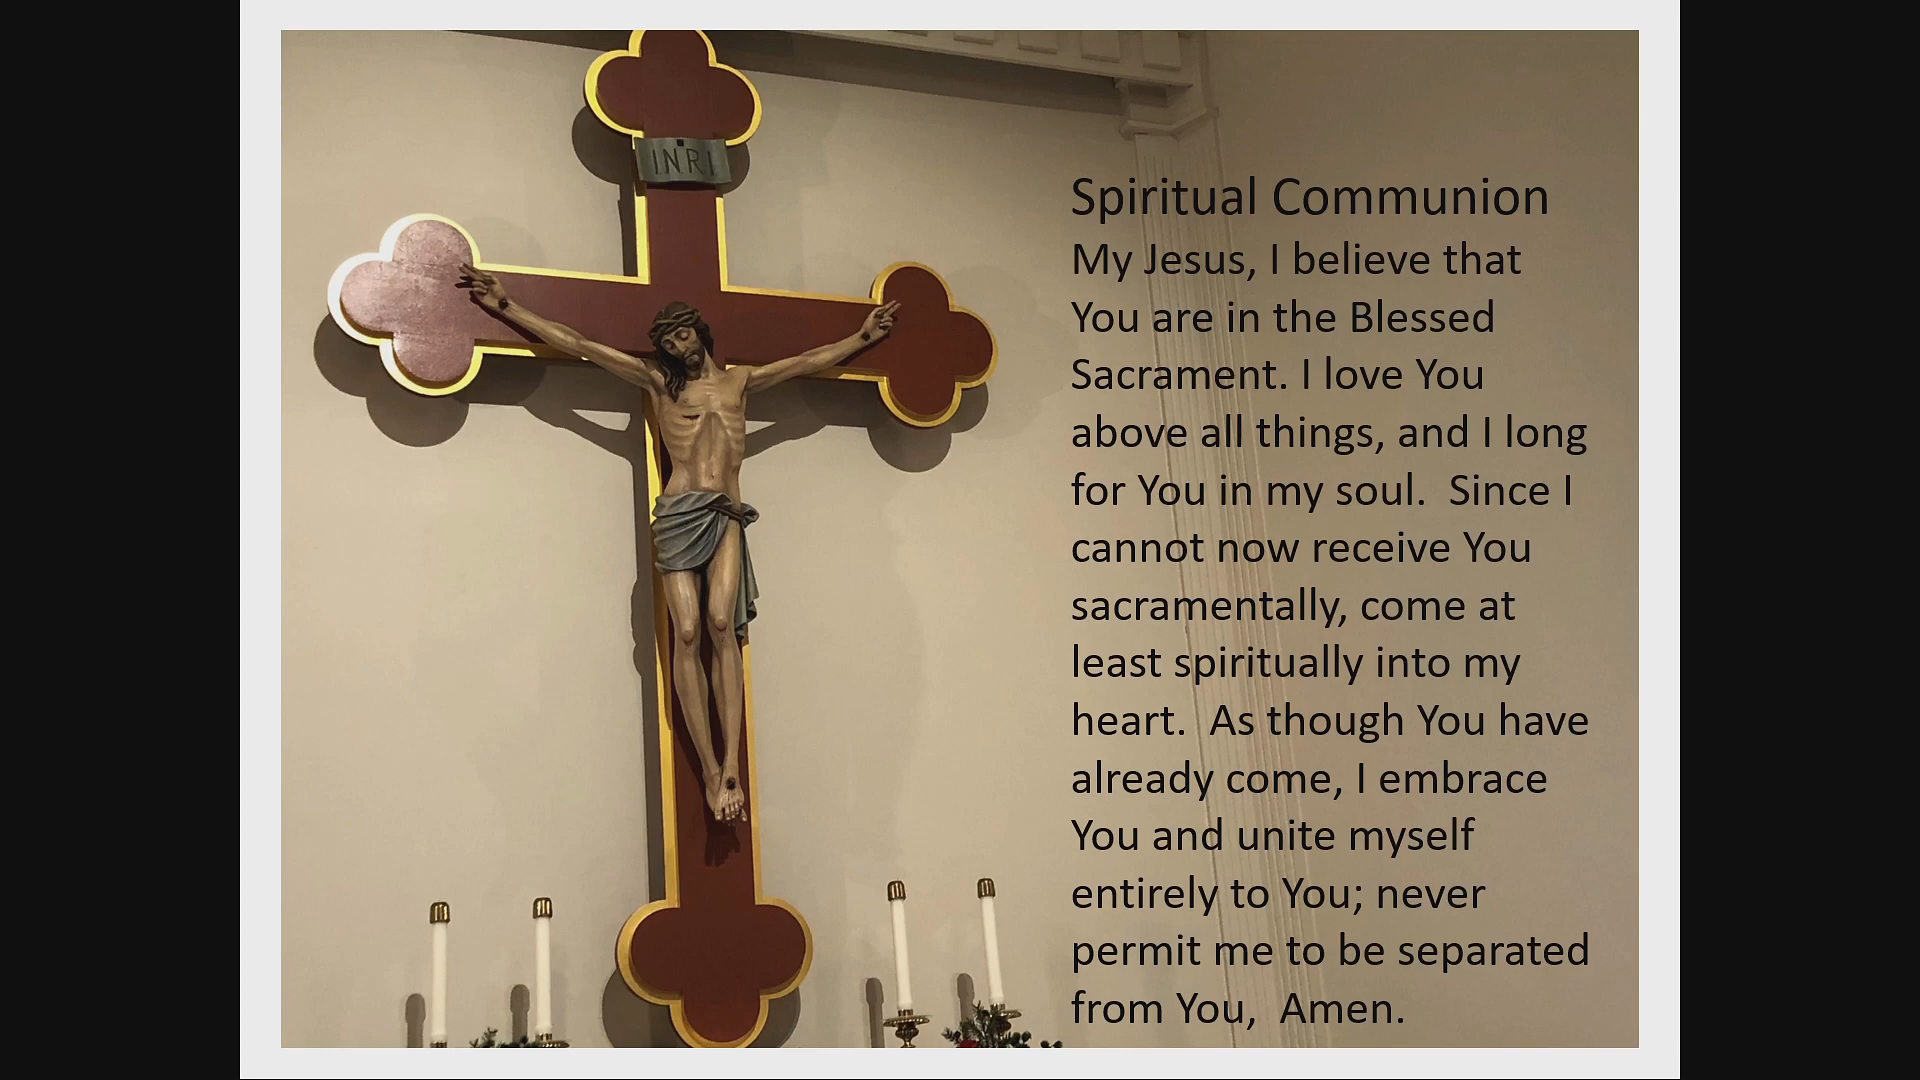 INRI
Spiritual Communion
My Jesus, I believe that
You are in the Blessed
Sacrament. I love You
above all things, and I long
for You in my soul.  Since I
cannot now receive You
sacramentally, come at
least spiritually into my
heart.  As though You have
already come, I embrace
You and unite myself
entirely to You; never
permit me to be separated
from You,  Amen.